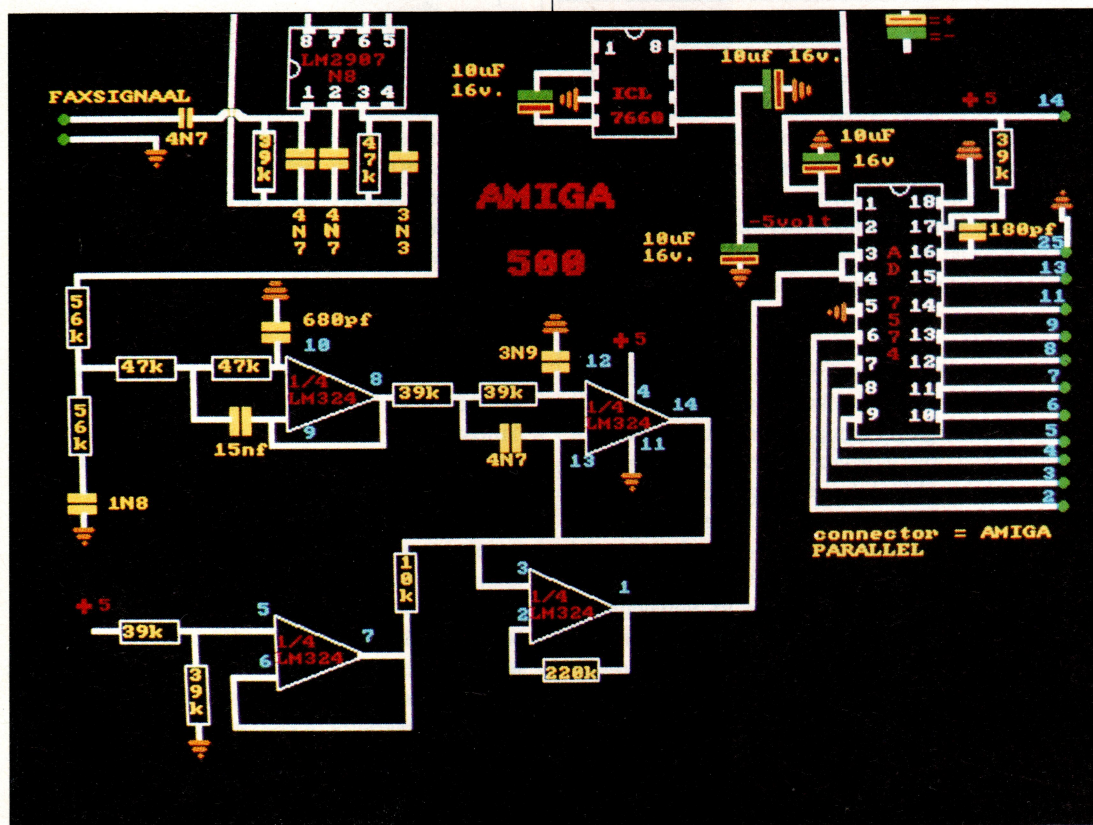 8 7 6 5
LM2907
N8
1 2 3 4
FAXSIGNAAL
4N7
39k
4N7
4N7
47k
3N3
10uF
16v.
1 8
ICL
7660
10uf 16v.
=+
=-
+5
14
10uF
16v
39k
-5volt
10uF
16v.
AMIGA
500
1 18
2 17
3 16
4 15
5 14
6 13
7 12
8 11
9 10
AD 7574
180pf
25
13
11
9
8
7
6
5
4
3
2
connector = AMIGA
PARALLEL
56k
56k
1N8
47k
47k
680pf
10
1/4
LM324
8
9
15nf
39k
39k
3N9
12
+5
4
1/4
LM324
14
11
13
4N7
10k
3
1/4
LM324
1
2
220k
+5
39k
39k
5
1/4
LM324
7
6